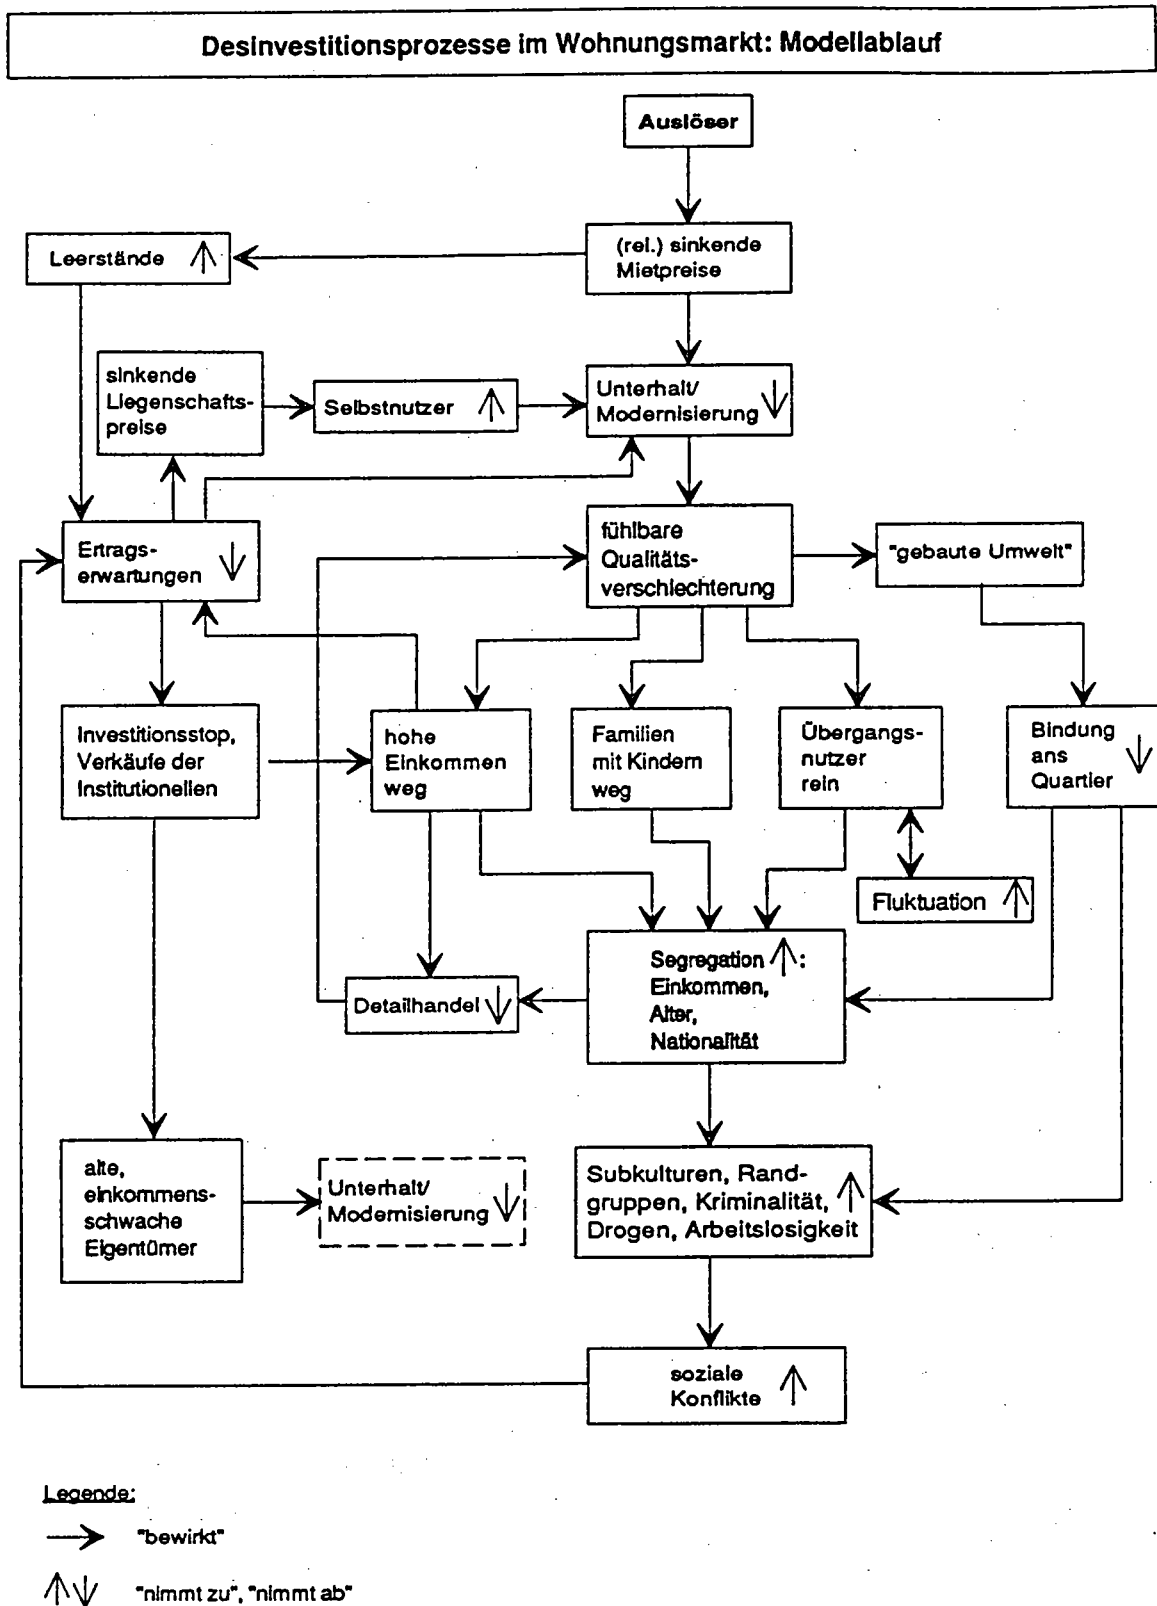 Desinvestitionsprozesse im Wohnungsmarkt: Modellablauf
Auslöser
(rel.) sinkende
Mietpreise
Leerstände
sinkende
Liegenschafts-
preise
Selbstnutzer
Unterhalt/
Modernisierung
Ertrags-
erwartungen
fühlbare
Qualitäts-
verschlechterung
"gebaute Umwelt"
Investitionsstop,
Verkäufe der
Institutionellen
hohe
Einkommen
weg
Familien
mit Kindern
weg
Übergangs-
nutzer
rein
Bindung
ans
Quartier
Fluktuation
Segregation ↑:
Einkommen,
Alter,
Nationalität
Detailhandel
alte,
einkommens-
schwache
Eigentümer
Unterhalt/
Modernisierung
Subkulturen, Rand-
gruppen, Kriminalität,
Drogen, Arbeitslosigkeit
soziale
Konflikte
Legende:
"bewirkt"
"nimmt zu", "nimmt ab"